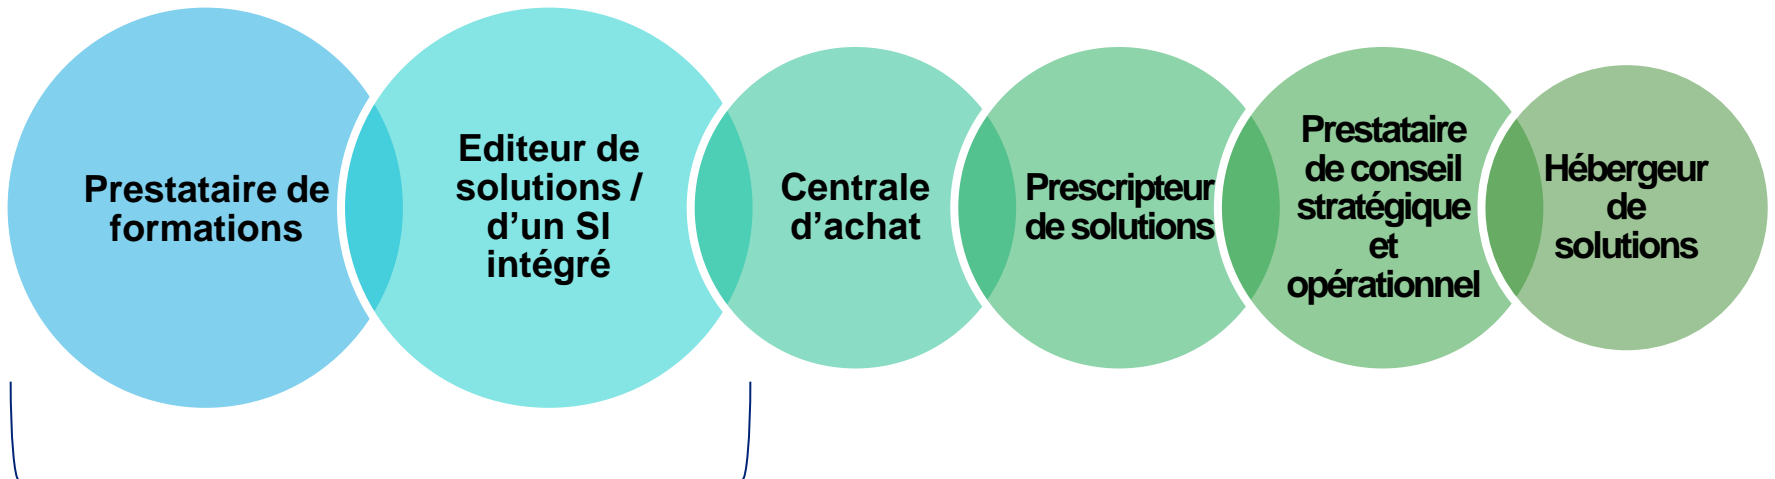 Prestataire de
formations
Editeur de
solutions /
d’un SI
intégré
Centrale
d’achat
Prescripteur
de solutions
Prestataire
de conseil
stratégique
et
opérationnel
Hébergeur
de
solutions